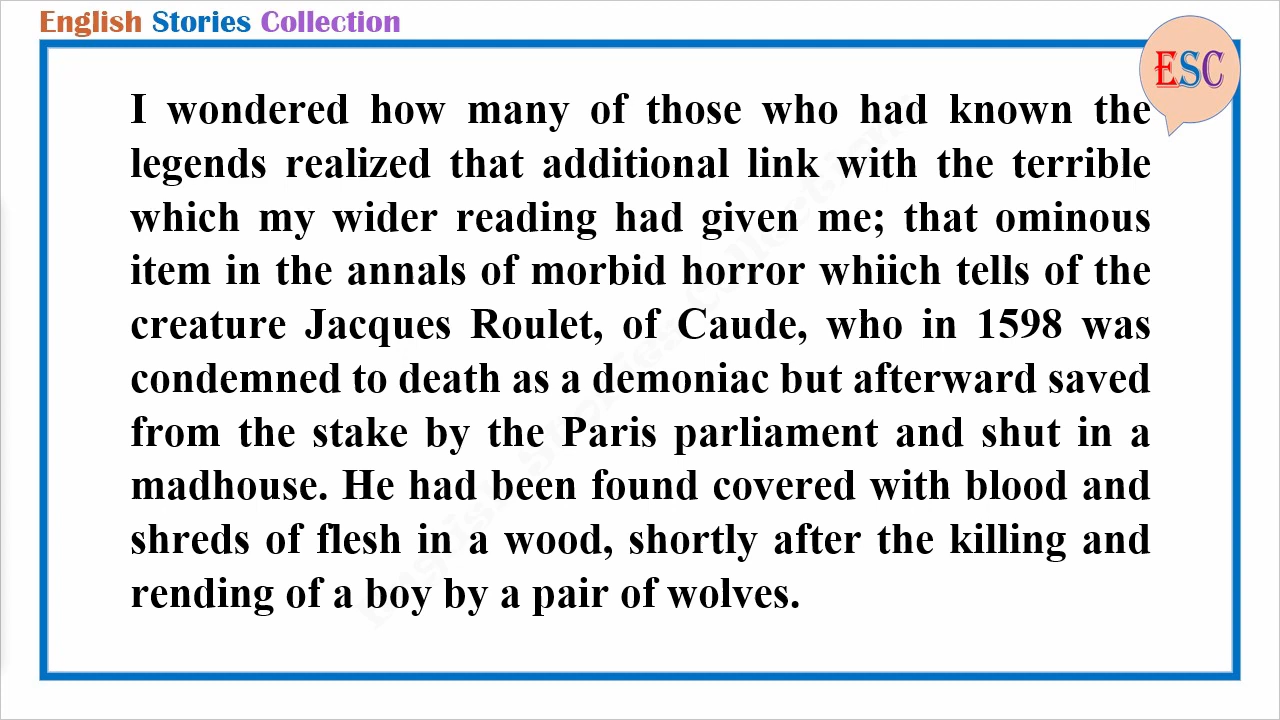 English Stories Collection
ESC
I wondered how many of those who had known the
legends realized that additional link with the terrible
which my wider reading had given me; that ominous
item in the annals of morbid horror whiich tells of the
creature Jacques Roulet, of Caude, who in 1598 was
condemned to death as a demoniac but afterward saved
from the stake by the Paris parliament and shut in a
madhouse. He had been found covered with blood and
shreds of flesh in a wood, shortly after the killing and
rending of a boy by a pair of wolves.